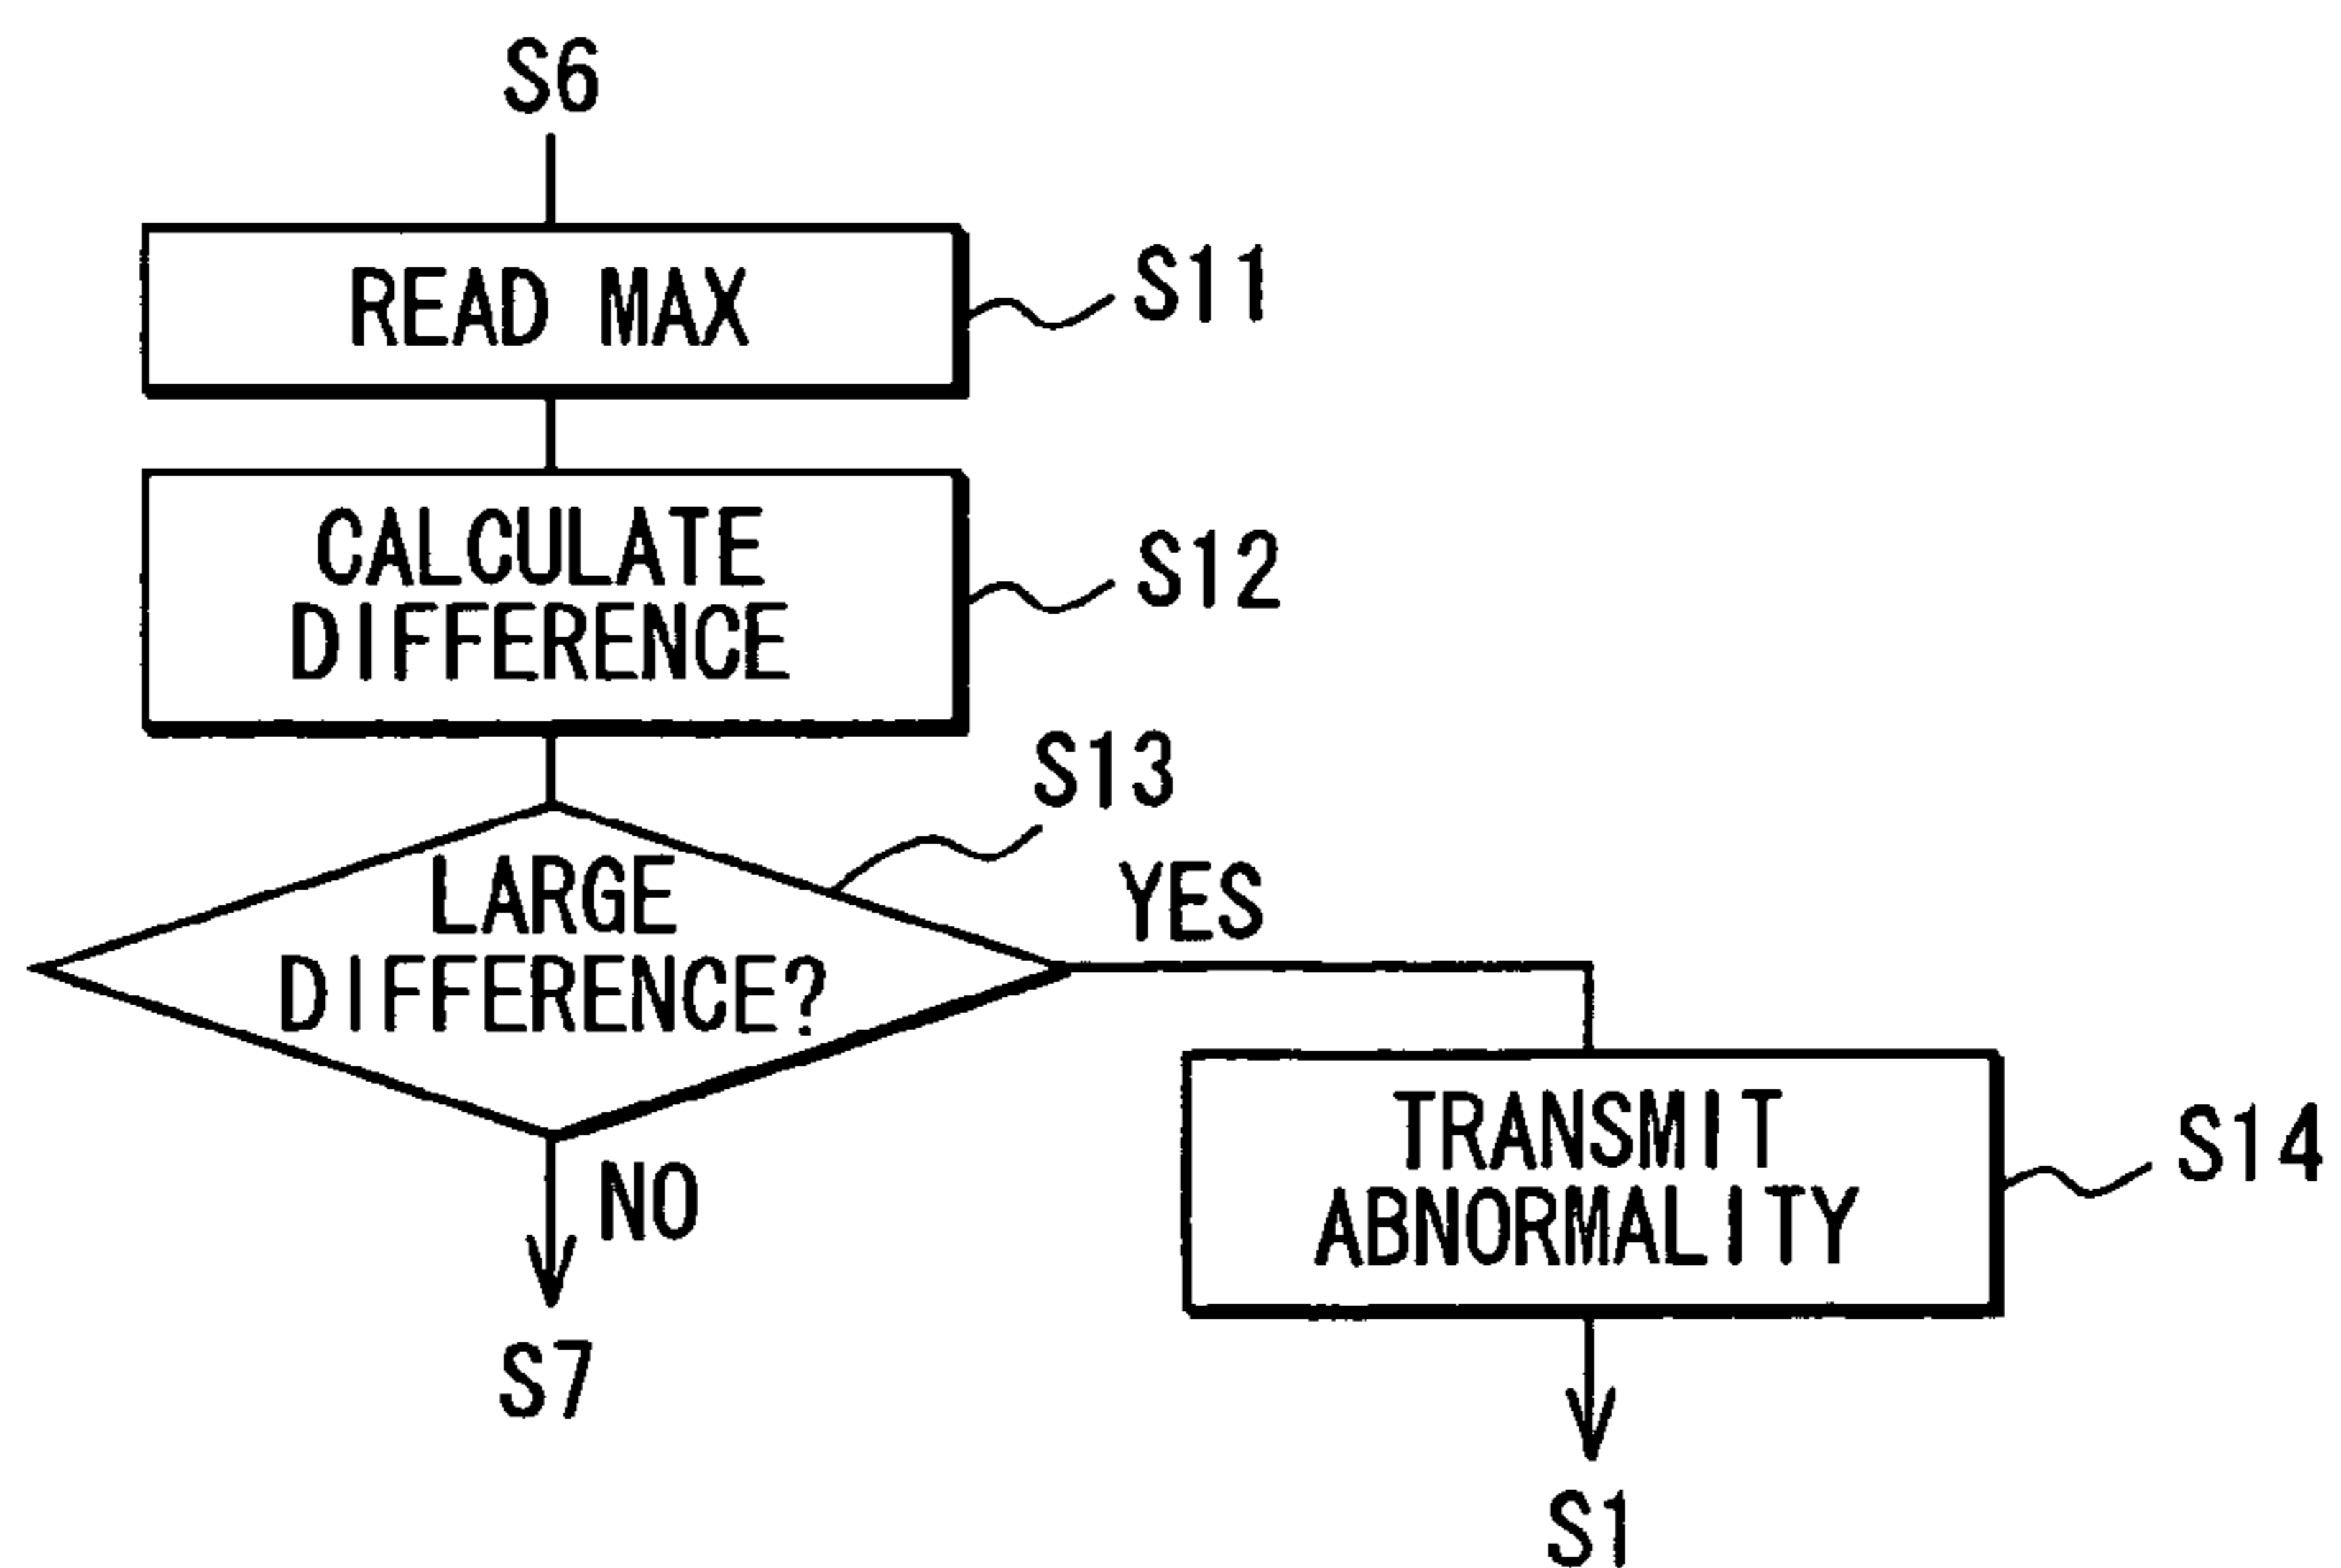 S6
READ MAX
S11
CALCULATE
DIFFERENCE
S12
S13
LARGE
DIFFERENCE?
YES
NO
S7
TRANSMIT
ABNORMALITY
S14
S1